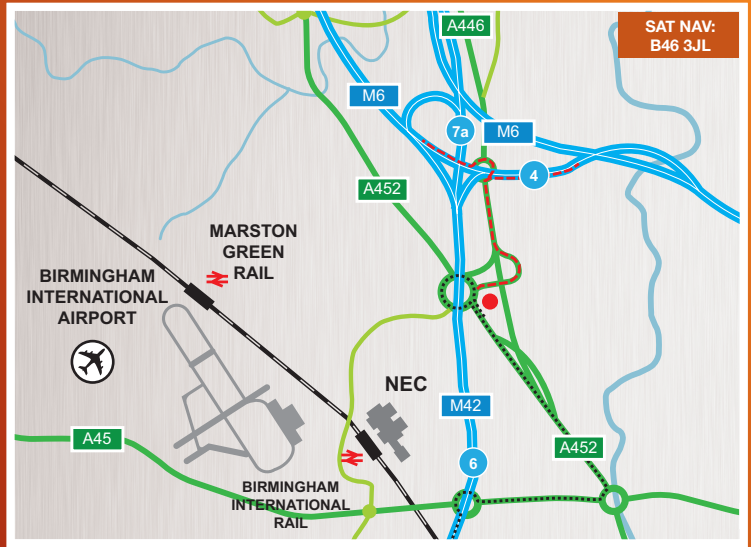 A446
SAT NAV:
B46 3JL
M6
7a
M6
4
A452
MARSTON
GREEN
RAIL
BIRMINGHAM
INTERNATIONAL
AIRPORT
NEC
M42
A45
A452
6
BIRMINGHAM
INTERNATIONAL
RAIL